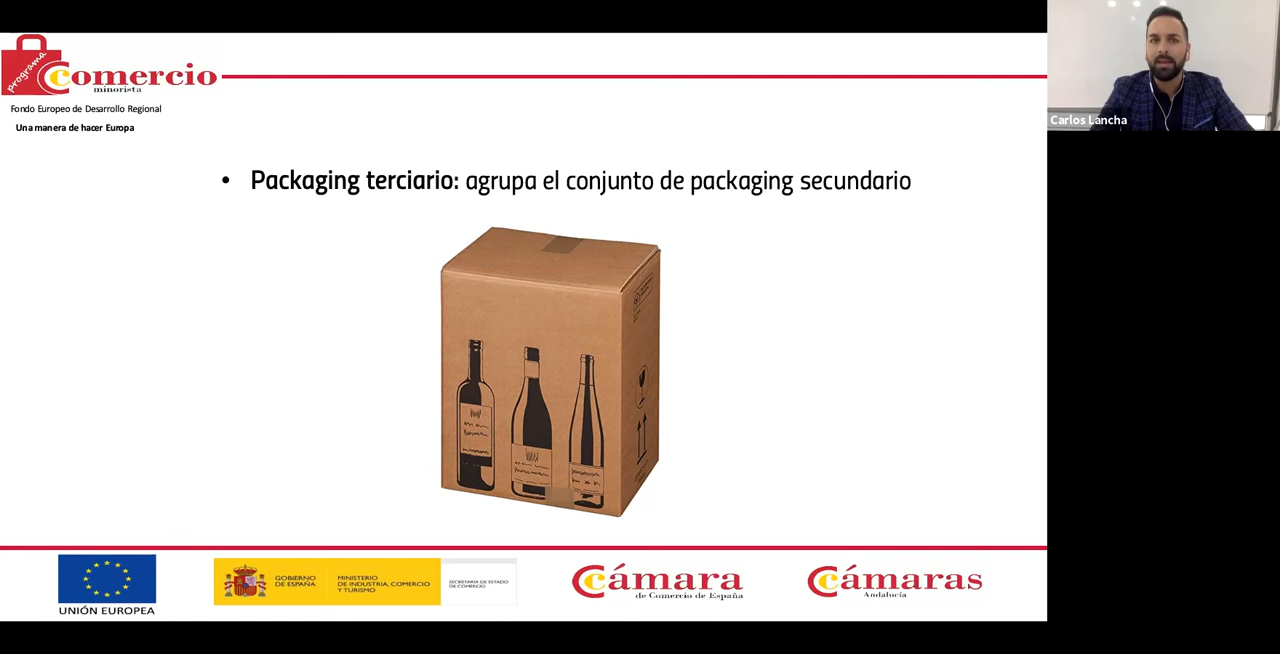 programa
Comercio
minorista
Fondo Europeo de Desarrollo Regional
Una manera de hacer Europa
Carlos Lancha
• Packaging terciario: agrupa el conjunto de packaging secundario
UNIÓN EUROPEA
GOBIERNO
DE ESPAÑA
MINISTERIO
DE INDUSTRIA, COMERCIO
Y TURISMO
SECRETARÍA DE ESTADO
DE COMERCIO
Cámara
de Comercio de España
Cámaras
Andalucía